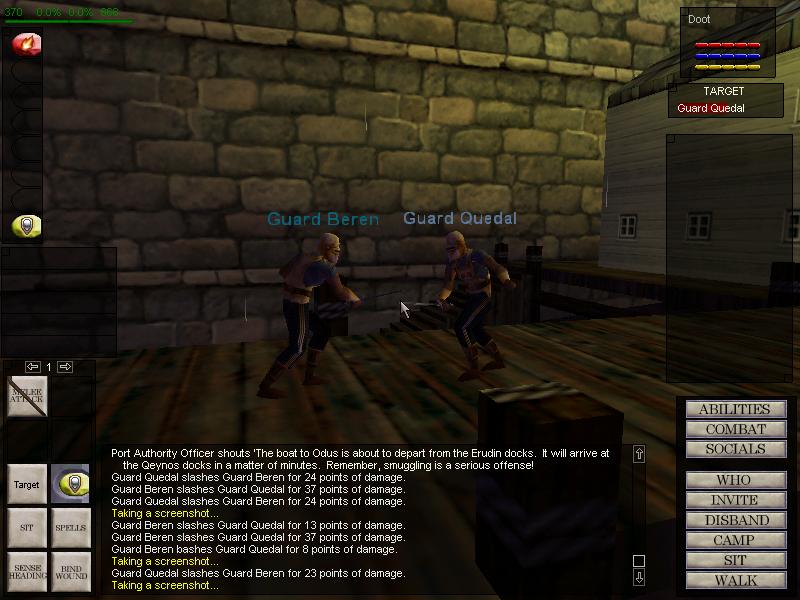 370 0.0% 0.0% 868
Doot
TARGET
Guard Quedal
Guard Beren
Guard Quedal
1
MELEE
ATTACK
Target
SIT
SPELLS
SENSE
HEADING
BIND
WOUND
Port Authority Officer shouts 'The boat to Odus is about to depart from the Erudin docks. It will arrive at
the Qeynos docks in a matter of minutes. Remember, smuggling is a serious offense!
Guard Quedal slashes Guard Beren for 24 points of damage.
Guard Beren slashes Guard Quedal for 37 points of damage.
Guard Quedal slashes Guard Beren for 24 points of damage.
Taking a screenshot...
Guard Beren slashes Guard Quedal for 13 points of damage.
Guard Beren slashes Guard Quedal for 37 points of damage.
Guard Beren bashes Guard Quedal for 8 points of damage.
Taking a screenshot...
Guard Quedal slashes Guard Beren for 23 points of damage.
Taking a screenshot...
ABILITIES
COMBAT
SOCIALS
WHO
INVITE
DISBAND
CAMP
SIT
WALK